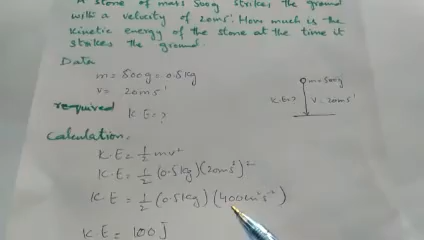 A stone of mass 500g strikes the ground
with a velocity of 20ms⁻¹. How much is the
kinetic energy of the stone at the time it
strikes the ground.
Data
m = 500g = 0.5kg
v = 20ms⁻¹
m=500g
K.E=?
V=20ms⁻¹
required K.E=?
Calculation.
K.E = 1/2 mv²
K.E = 1/2 (0.5kg)(20ms⁻¹)²
K.E = 1/2 (0.5kg)(400m²s⁻²)
K.E = 100J